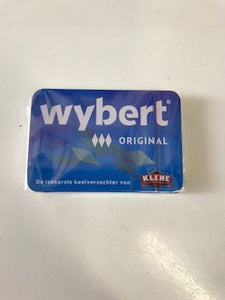 wybert®
ORIGINAL
De lekkerste keelverzachter van
KLENE